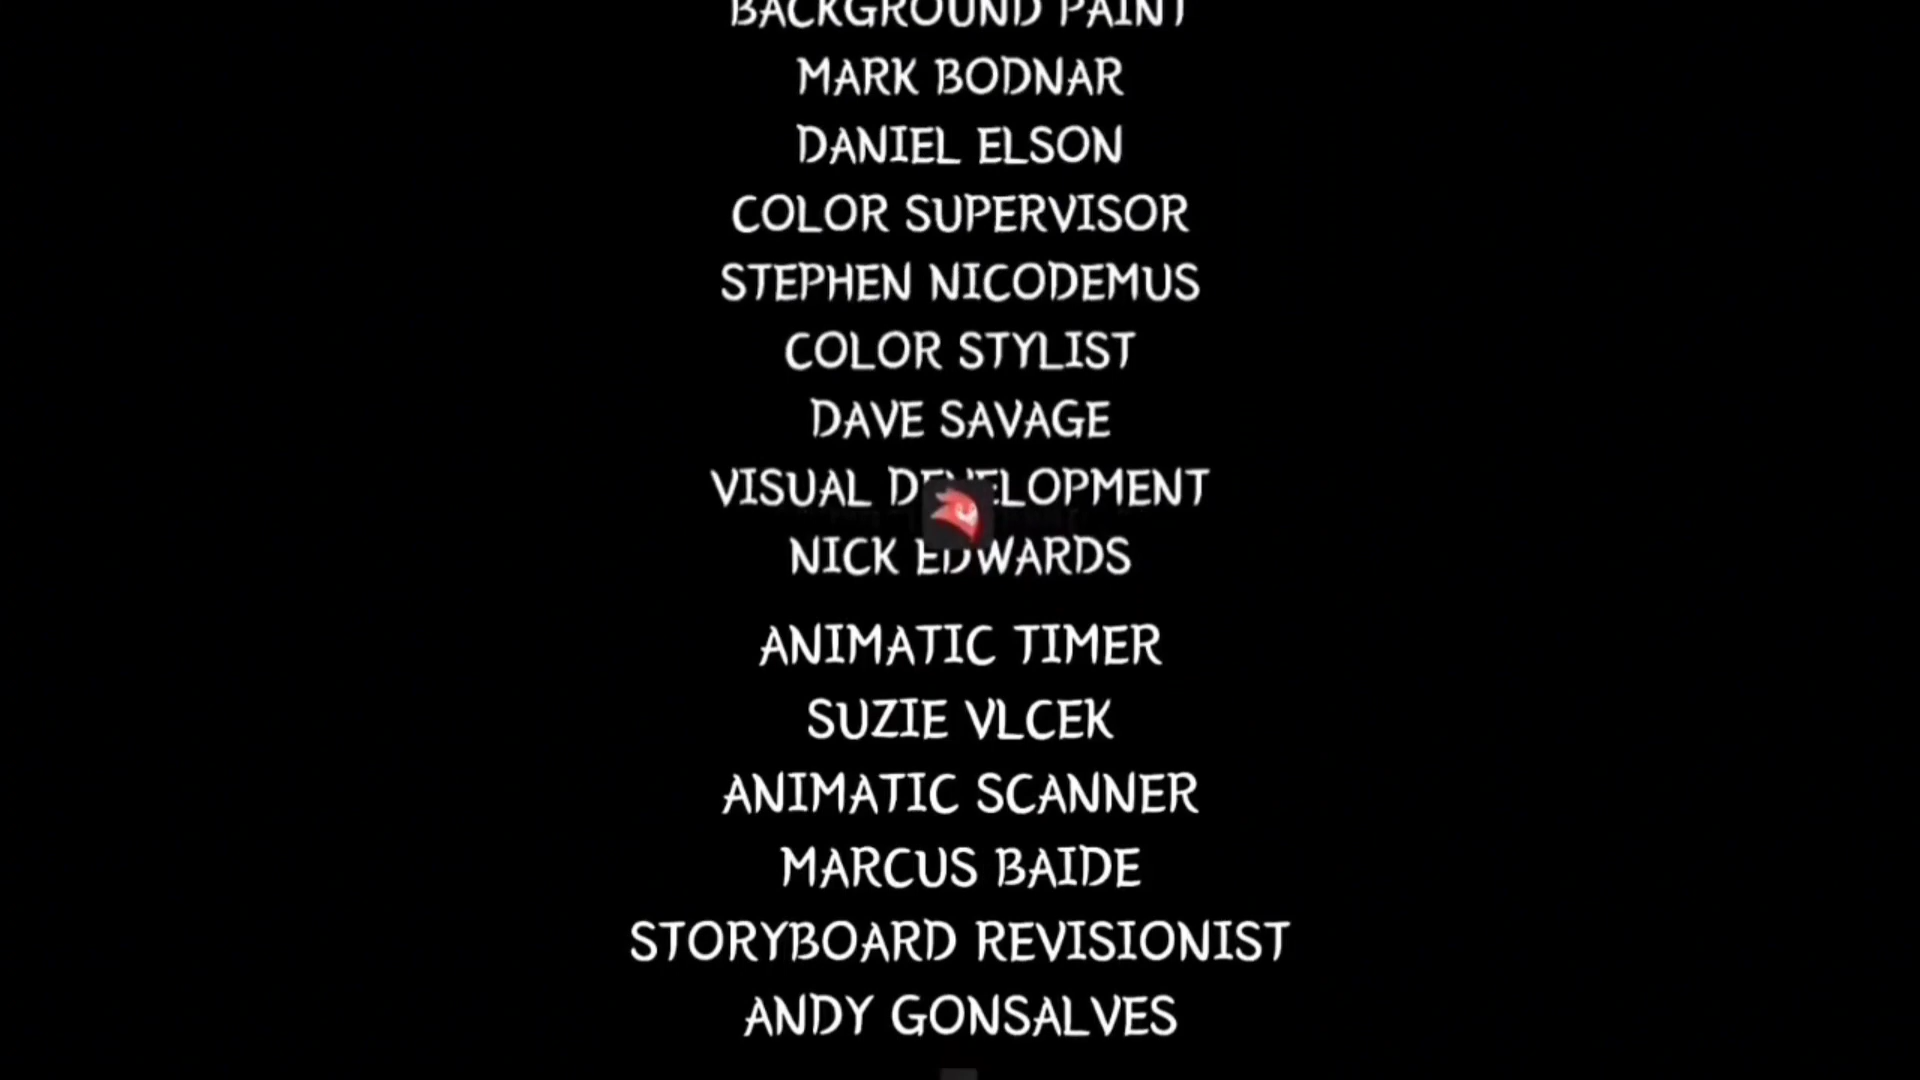 BACKGROUND PAINT
MARK BODNAR
DANIEL ELSON
COLOR SUPERVISOR
STEPHEN NICODEMUS
COLOR STYLIST
DAVE SAVAGE
VISUAL DEVELOPMENT
NICK EDWARDS
ANIMATIC TIMER
SUZIE VLCEK
ANIMATIC SCANNER
MARCUS BAIDE
STORYBOARD REVISIONIST
ANDY GONSALVES